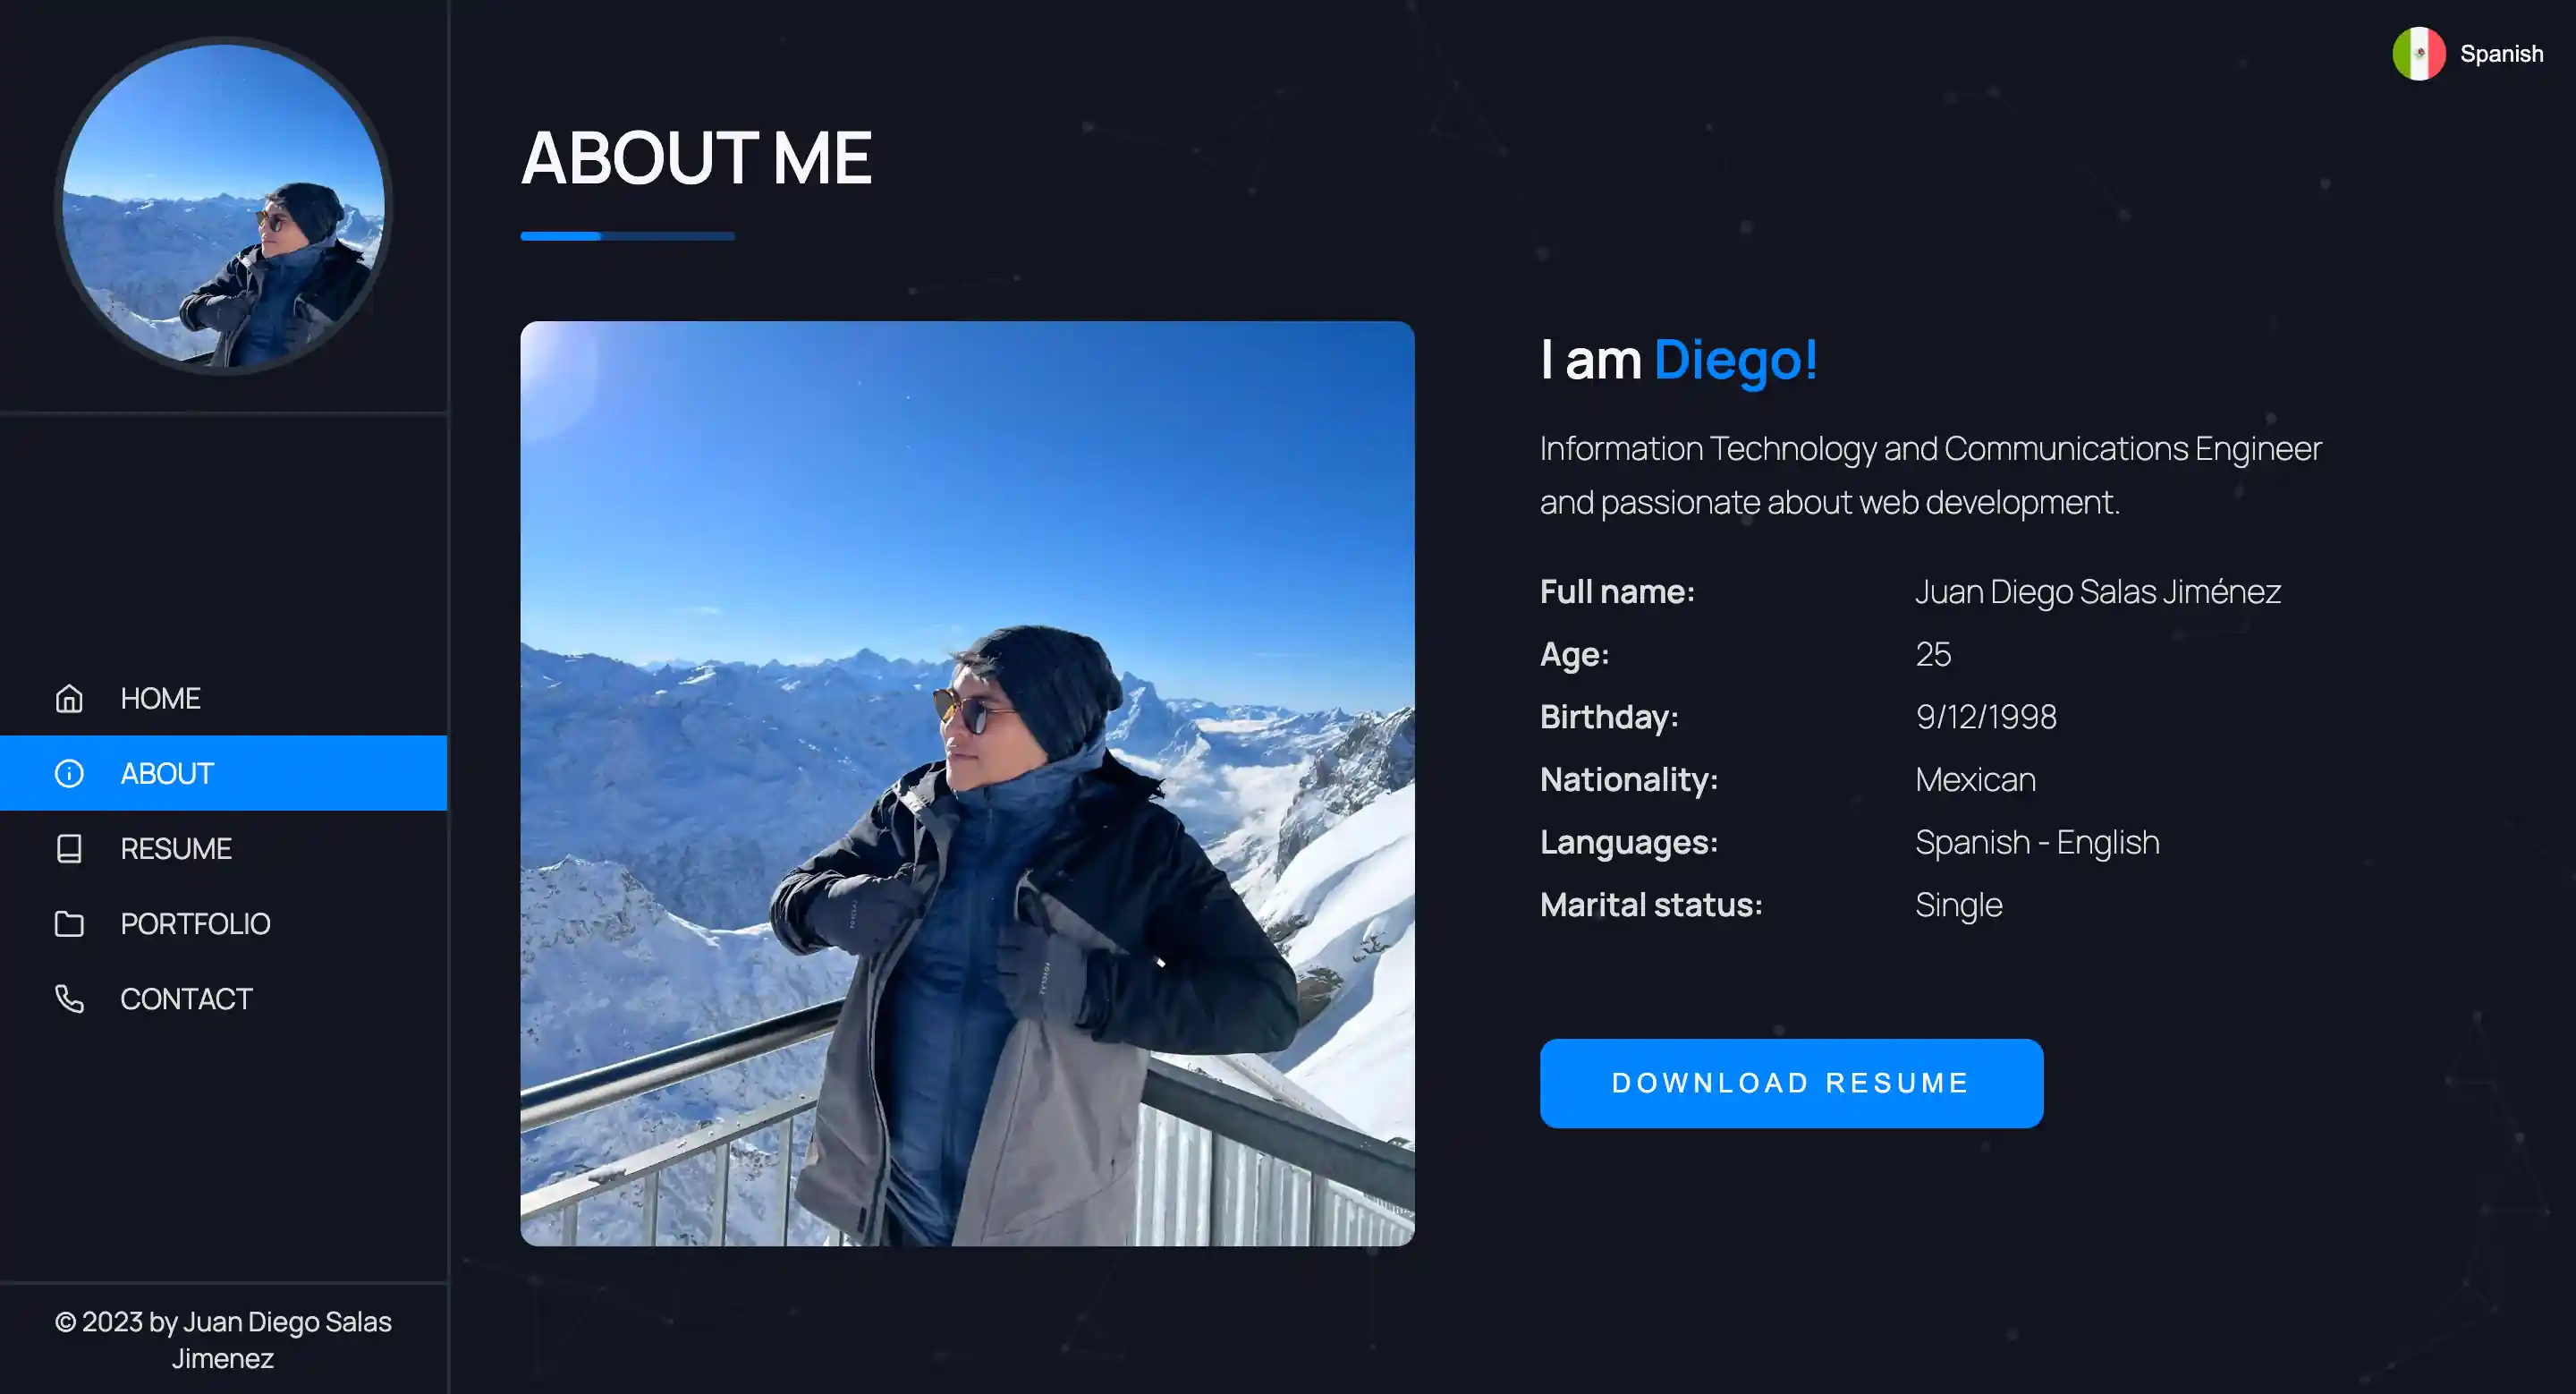 Spanish
ABOUT ME
I am Diego!
Information Technology and Communications Engineer
and passionate about web development.
Full name: Juan Diego Salas Jiménez
Age: 25
Birthday: 9/12/1998
Nationality: Mexican
Languages: Spanish - English
Marital status: Single
DOWNLOAD RESUME
HOME
ABOUT
RESUME
PORTFOLIO
CONTACT
© 2023 by Juan Diego Salas
Jimenez